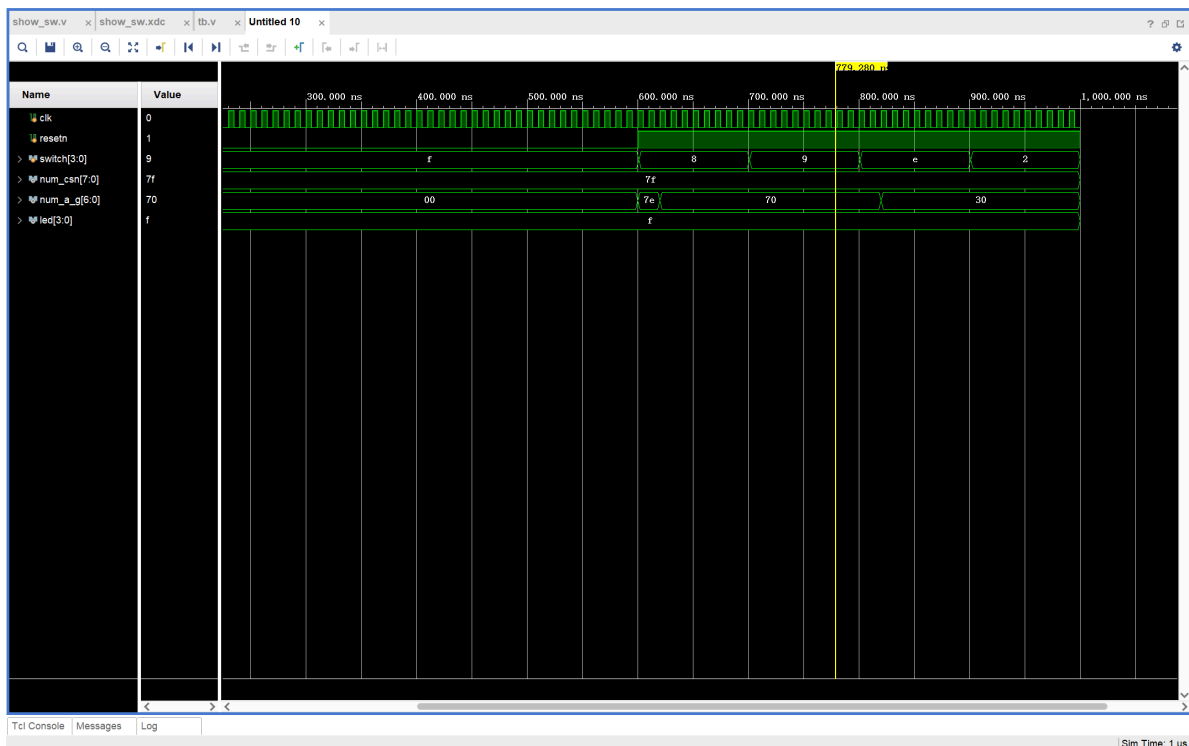 show_sw.v × show_sw.xdc × tb.v × Untitled 10 × ?
779.280 n
Name Value 300.000 ns 400.000 ns 500.000 ns 600.000 ns 700.000 ns 800.000 ns 900.000 ns 1,000.000 ns
clk 0
resetn 1
switch[3:0] 9 f 8 9 e 2
num_csn[7:0] 7f 7f
num_a_g[6:0] 70 00 7e 70 30
led[3:0] f f
Tcl Console Messages Log
Sim Time: 1 us